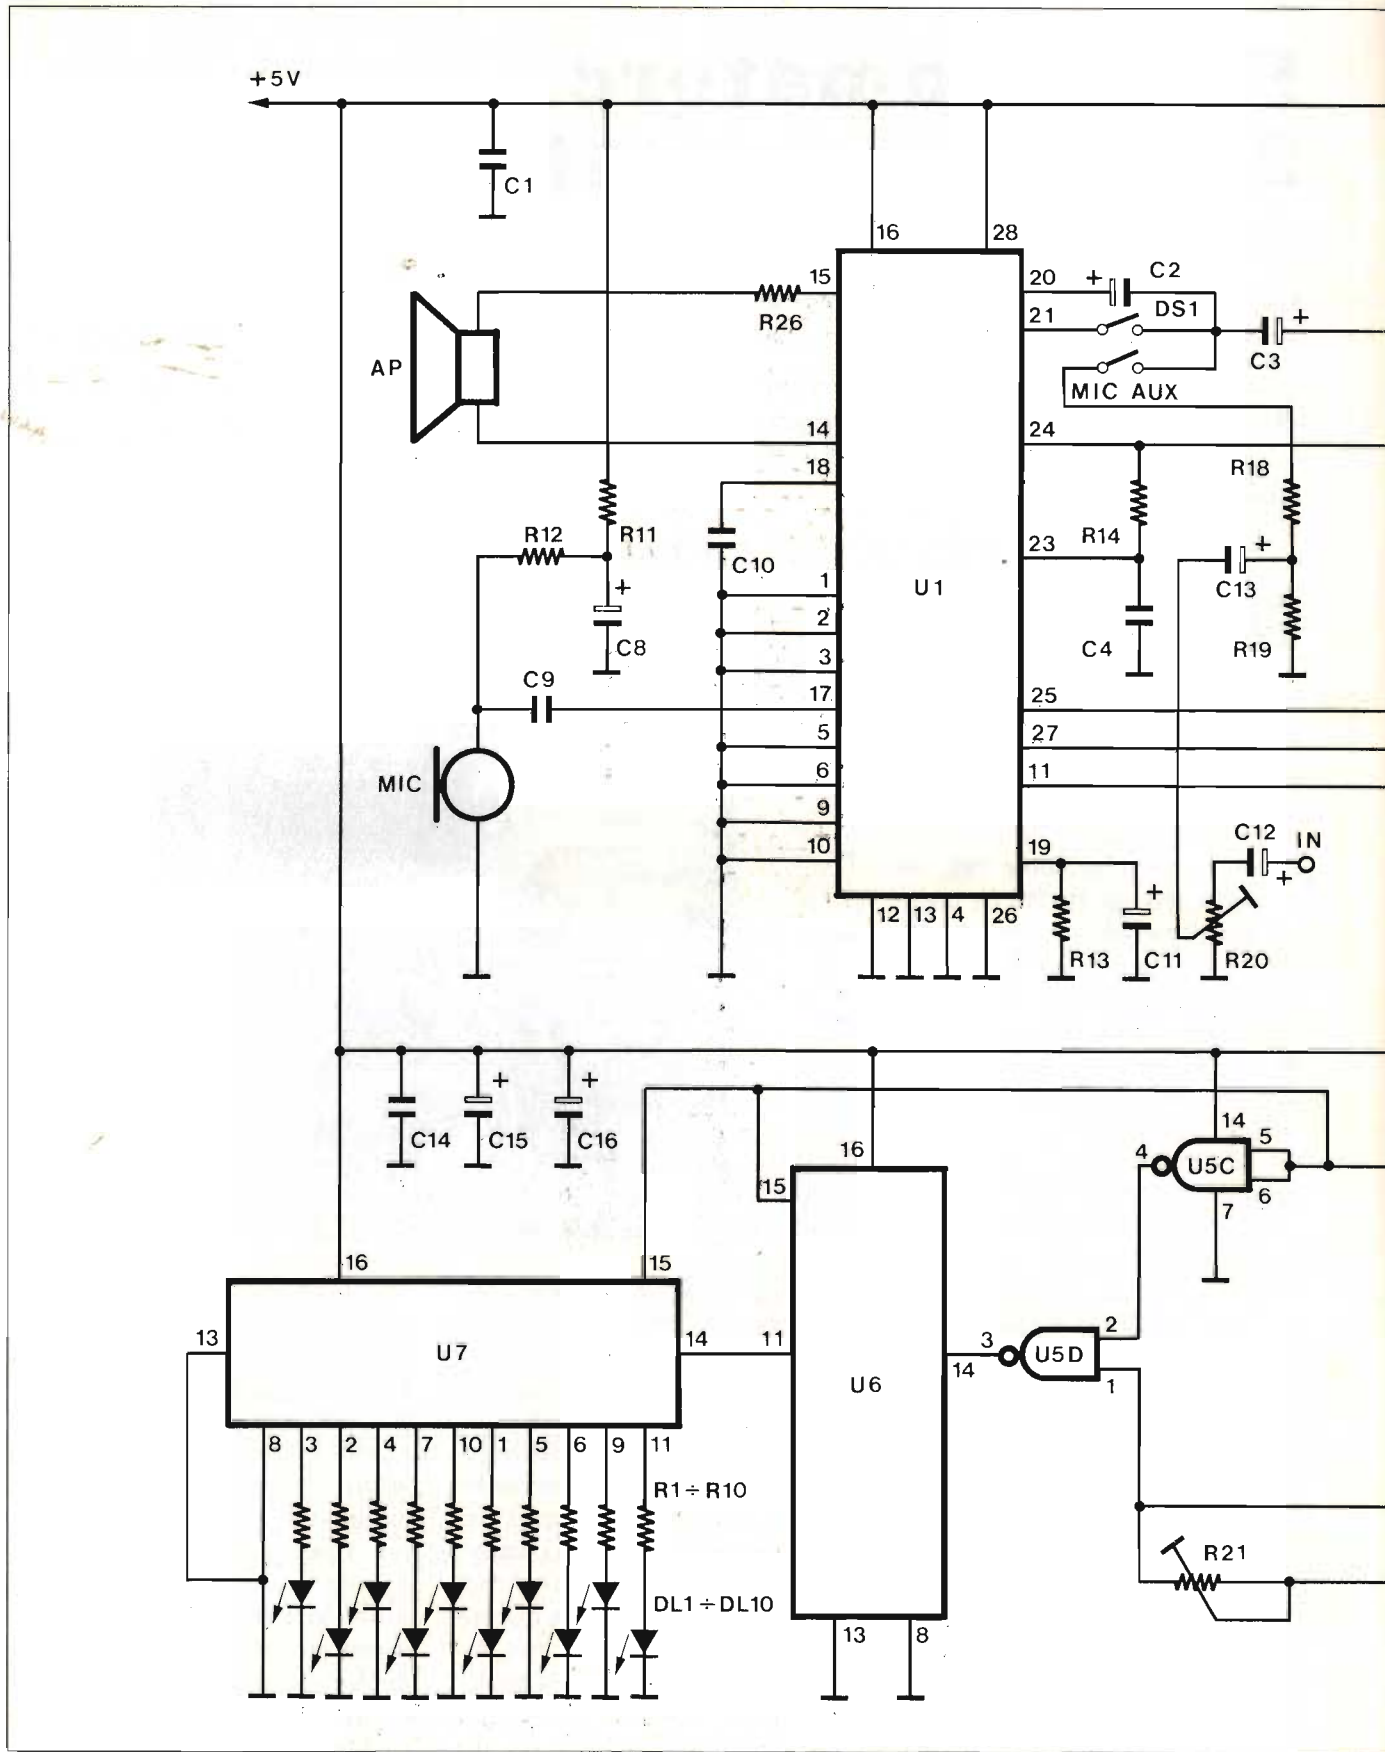 +5V
C1
16 28
15 20 + C2
R26 21 DS1 +
AP C3
MIC AUX
14 24
18 R18
R12 R11 23 R14 +
C10 C13
1 U1
+ 2
C8 3 C4 R19
C9 17 25
5 27
MIC 6 11
9 C12 IN
10 19 + +
12 13 4 26
R13 C11 R20
+ +
C14 C15 C16 16 14 5
4 U5C
15 6
7
16 15
13 14 11 3 2
U7 U5D
U6 14 1
8 3 2 4 7 10 1 5 6 9 11
R1÷R10
R21
DL1÷DL10
13 8